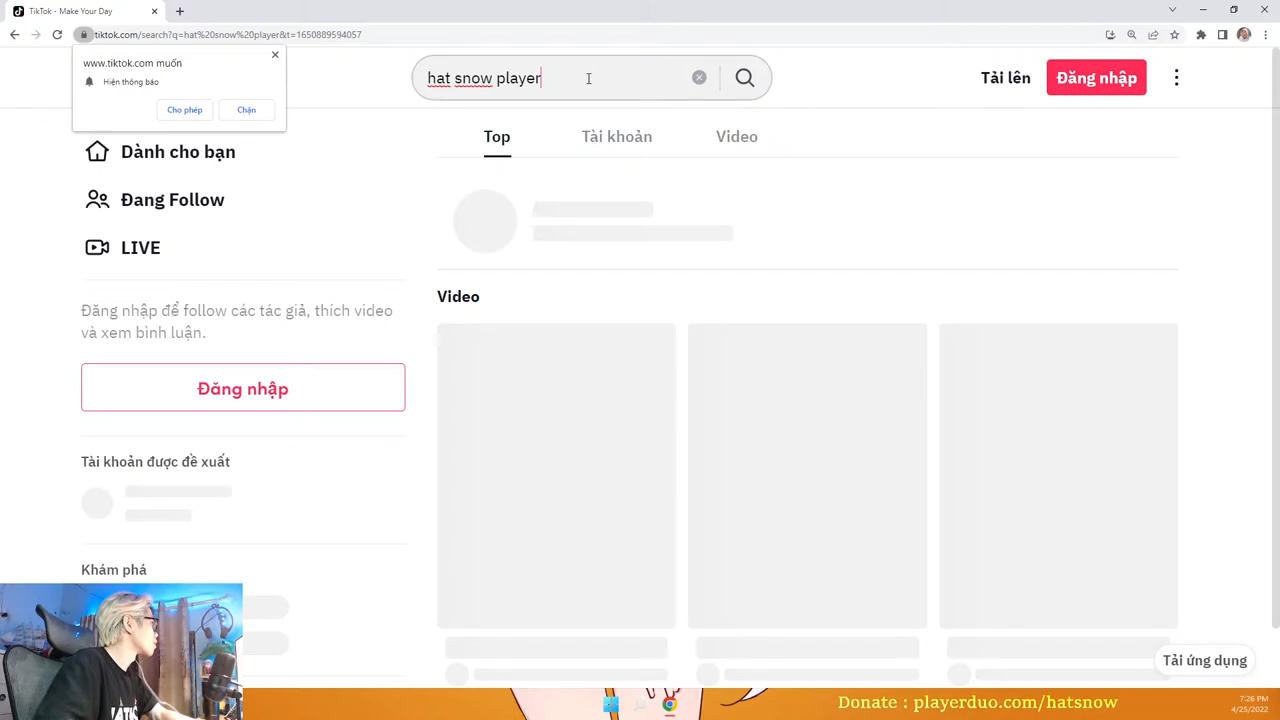 TikTok - Make Your Day
tiktok.com/search?q=hat%20snow%20player&t=1650889594057
www.tiktok.com muốn
Hiện thông báo
Cho phép
Chặn
hat snow player
Tải lên
Đăng nhập
Top
Tài khoản
Video
Dành cho bạn
Đang Follow
LIVE
Đăng nhập để follow các tác giả, thích video
và xem bình luận.
Đăng nhập
Video
Tài khoản được đề xuất
Khám phá
Tải ứng dụng
Donate : playerduo.com/hatsnow
7:26 PM
4/25/2022